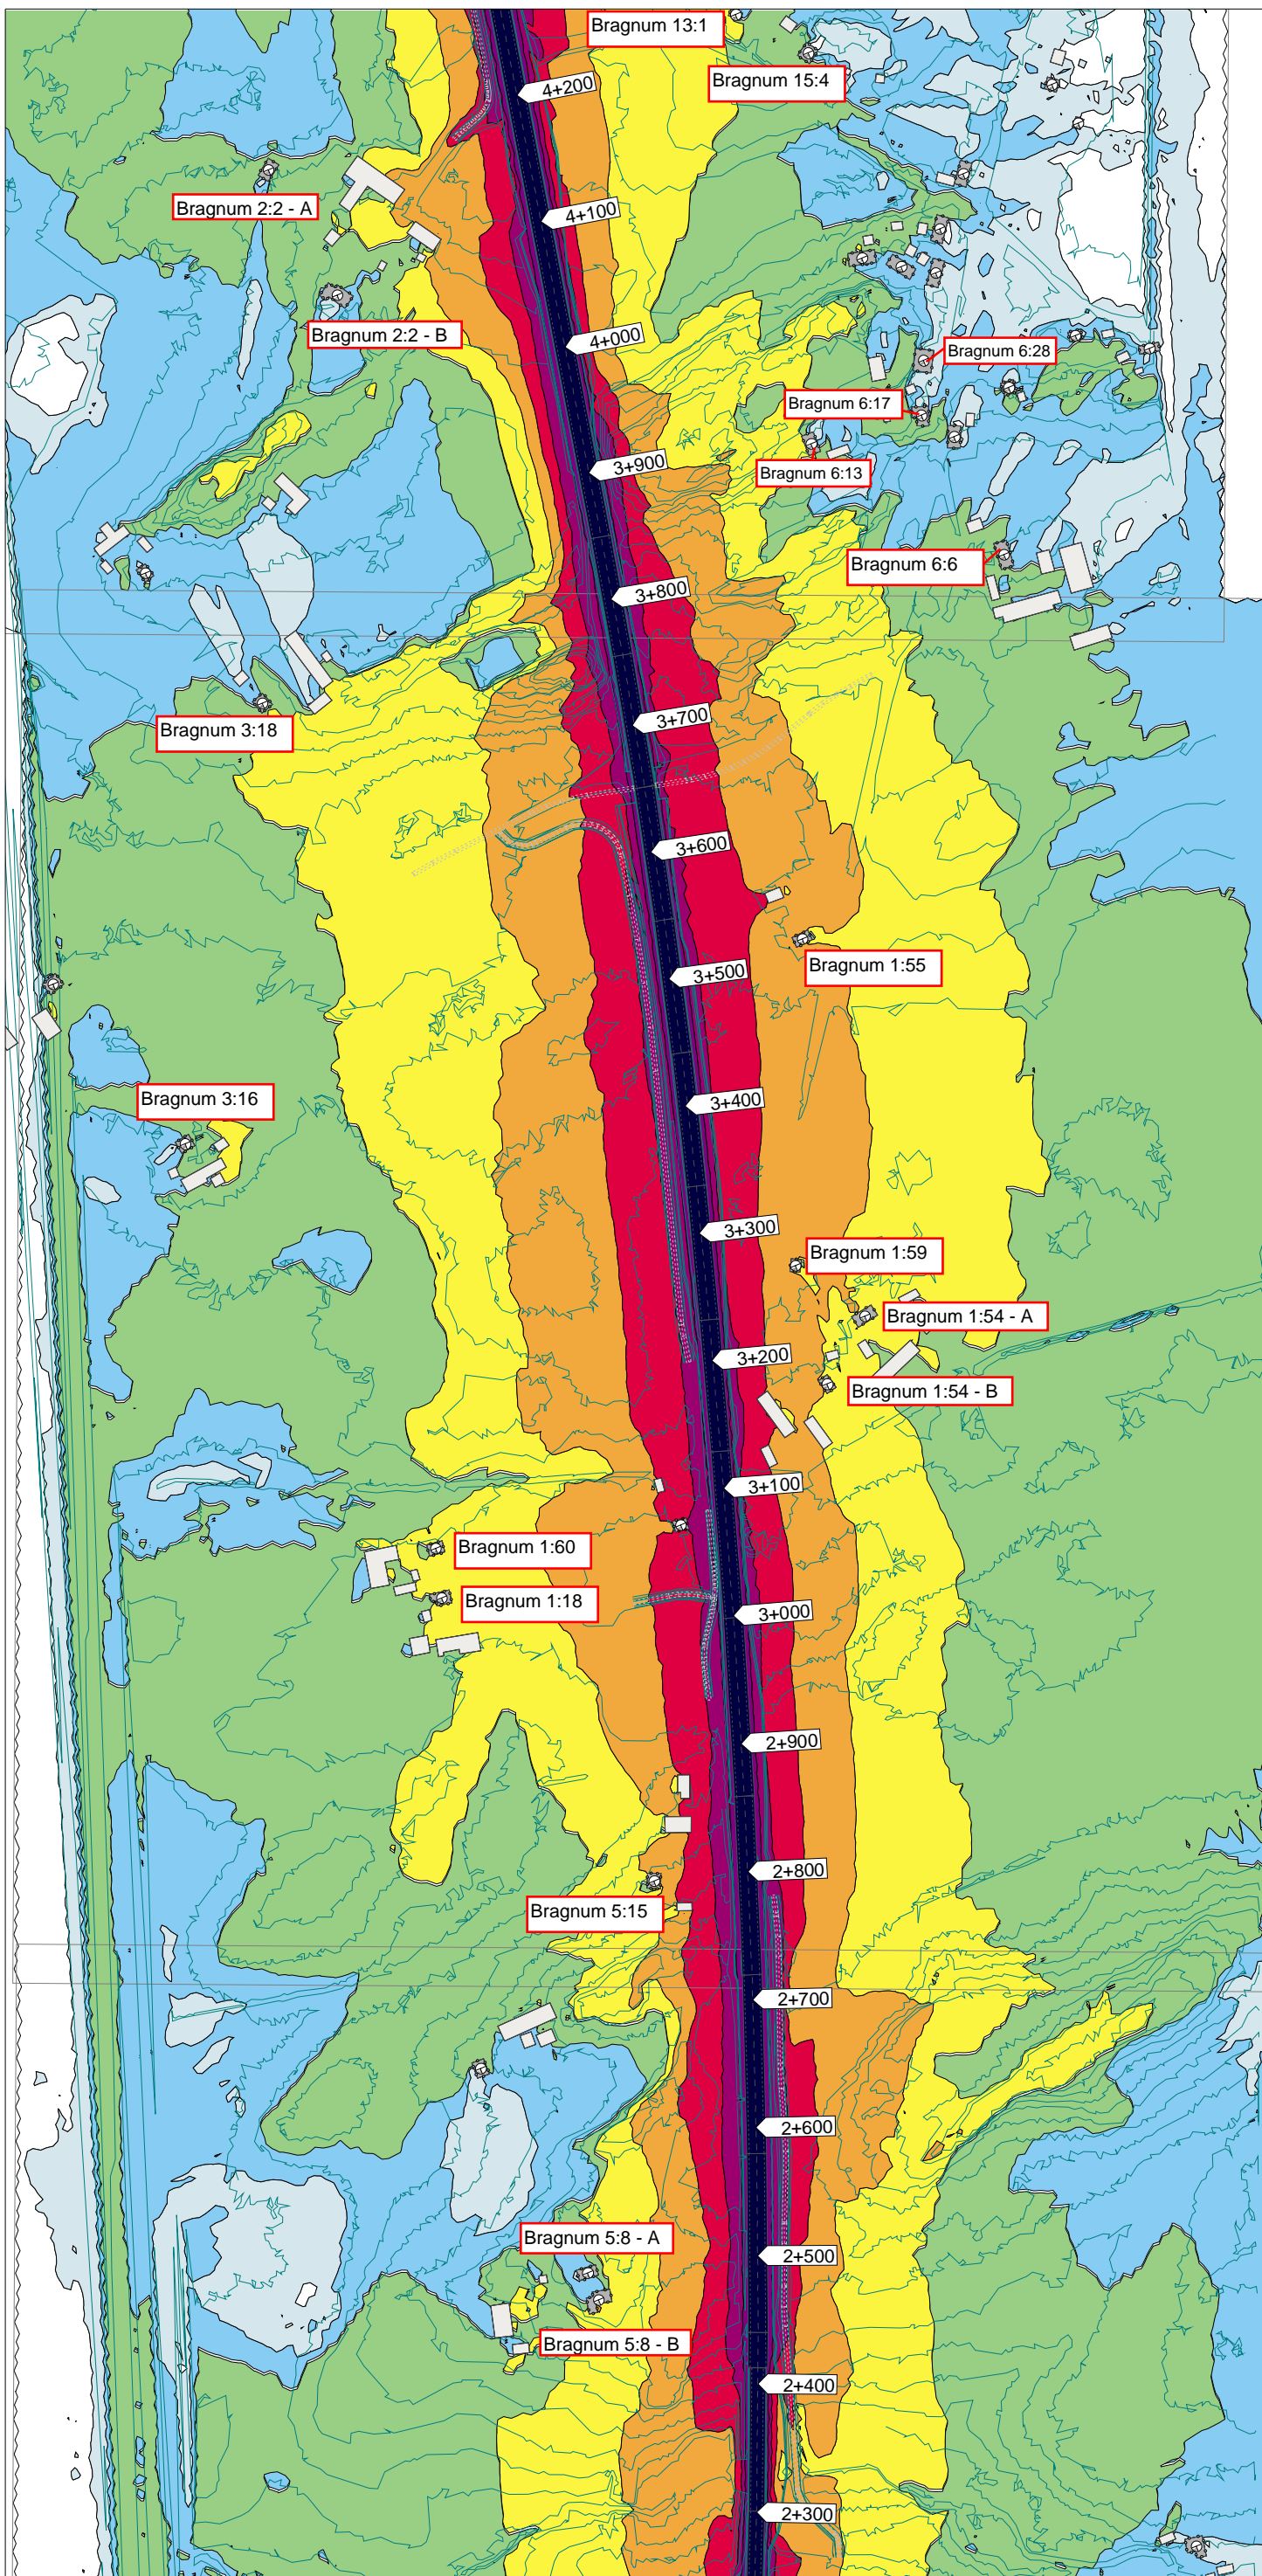 Bragnum 13:1
Bragnum 15:4
4+200
Bragnum 2:2 - A
4+100
Bragnum 2:2 - B
4+000
Bragnum 6:28
Bragnum 6:17
3+900
Bragnum 6:13
Bragnum 6:6
3+800
3+700
Bragnum 3:18
3+600
Bragnum 1:55
3+500
Bragnum 3:16
3+400
3+300
Bragnum 1:59
Bragnum 1:54 - A
3+200
Bragnum 1:54 - B
3+100
Bragnum 1:60
Bragnum 1:18
3+000
2+900
2+800
Bragnum 5:15
2+700
2+600
Bragnum 5:8 - A
2+500
Bragnum 5:8 - B
2+400
2+300